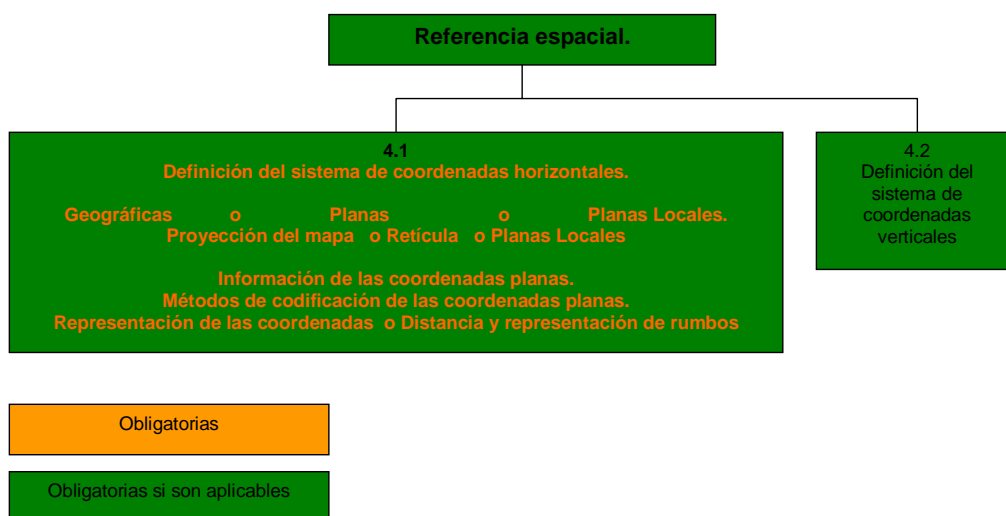 Referencia espacial.
4.1
Definición del sistema de coordenadas horizontales.
Geográficas o Planas o Planas Locales.
Proyección del mapa o Retícula o Planas Locales
Información de las coordenadas planas.
Métodos de codificación de las coordenadas planas.
Representación de las coordenadas o Distancia y representación de rumbos
4.2
Definición del
sistema de
coordenadas
verticales
Obligatorias
Obligatorias si son aplicables